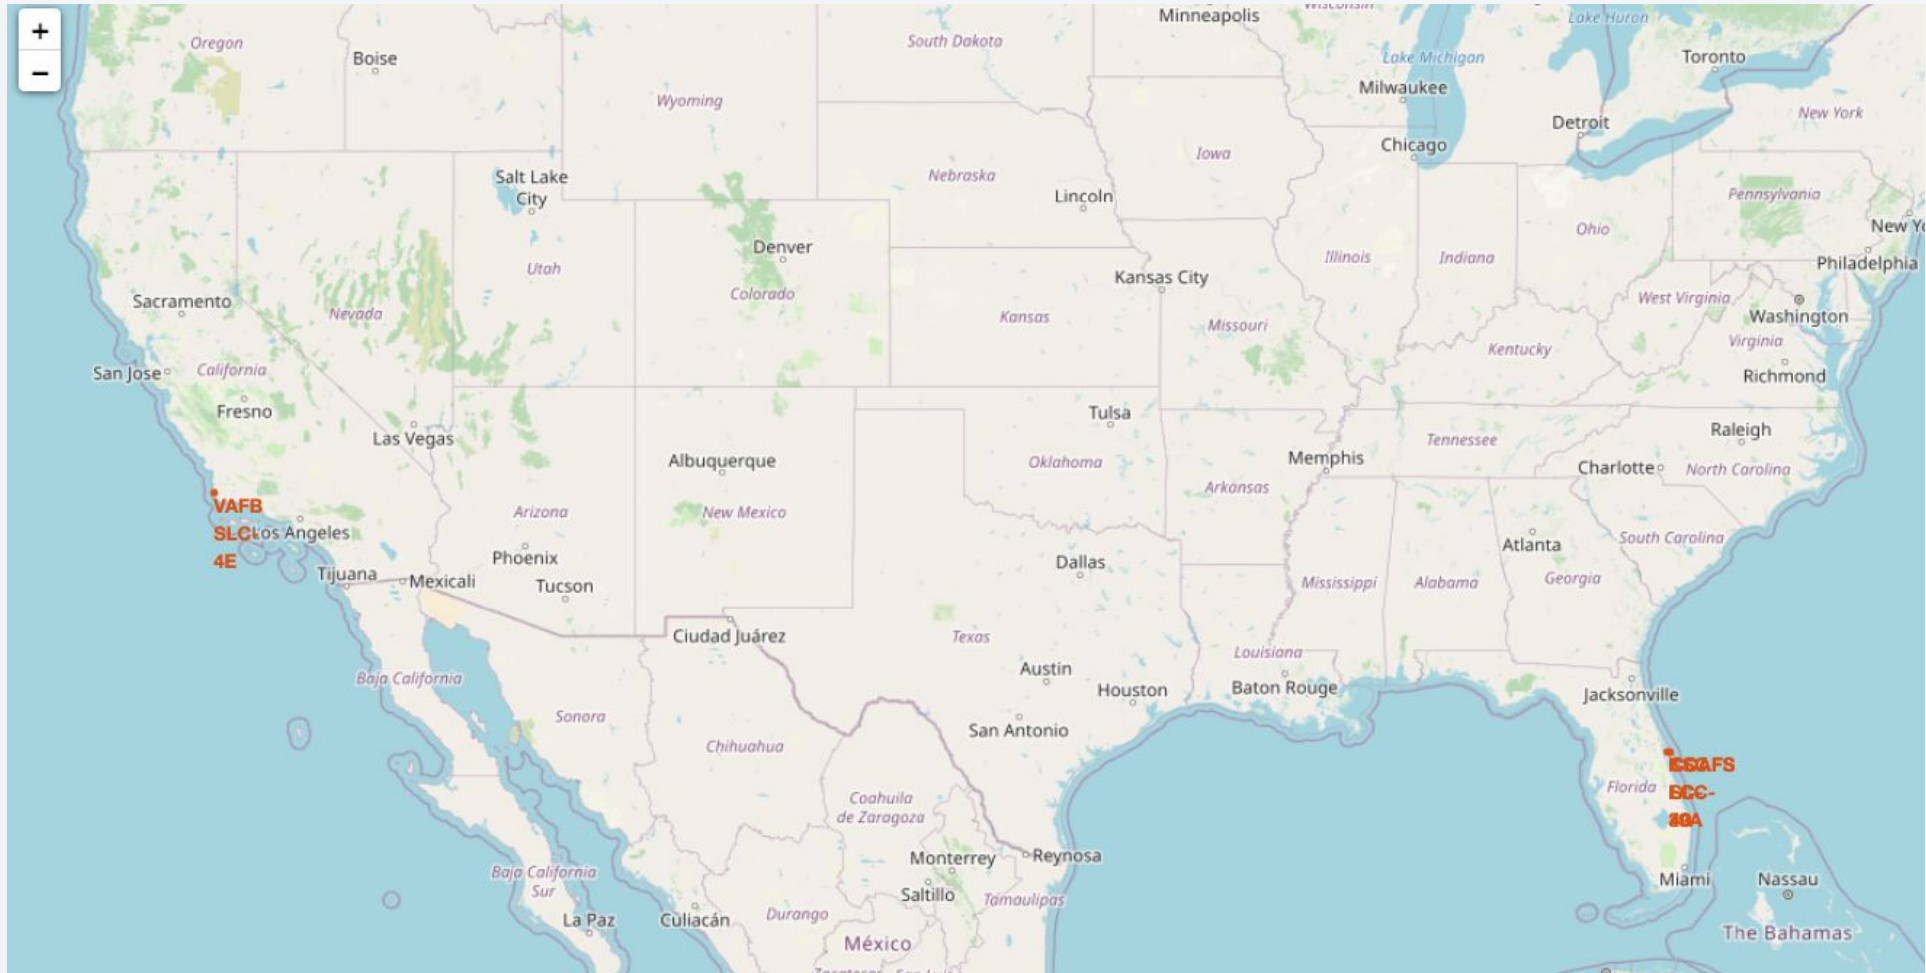 +
−
Minneapolis
Wisconsin
Lake Huron
Oregon
Boise
South Dakota
Lake Michigan
Toronto
Wyoming
Milwaukee
New York
Detroit
Chicago
Iowa
Salt Lake
City
Nebraska
Lincoln
Pennsylvania
New Yo
Denver
Ohio
Utah
Illinois
Indiana
Philadelphia
Kansas City
Sacramento
Colorado
West Virginia
Nevada
Kansas
Missouri
Washington
Virginia
Kentucky
San Jose
California
Richmond
Fresno
Las Vegas
Tulsa
Tennessee
Raleigh
Albuquerque
Oklahoma
Memphis
Charlotte
North Carolina
Arkansas
VAFB
SLC-
4E
Los Angeles
Arizona
New Mexico
South Carolina
Atlanta
Phoenix
Dallas
Tijuana
Mexicali
Tucson
Mississippi
Alabama
Georgia
Ciudad Juárez
Texas
Louisiana
Baja California
Austin
Houston
Baton Rouge
Jacksonville
Sonora
San Antonio
Chihuahua
Florida
Coahuila
de Zaragoza
Monterrey
Reynosa
Baja California
Sur
Saltillo
Tamaulipas
Miami
Nassau
La Paz
Culiacán
Durango
México
The Bahamas